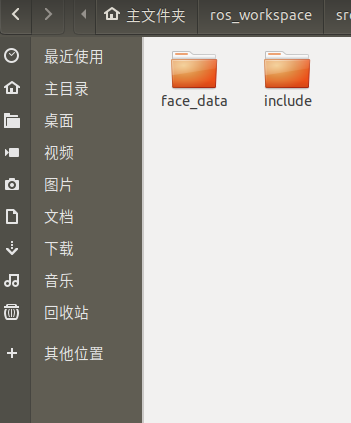 主文件夹 ros_workspace src
最近使用
主目录
桌面
视频
图片
文档
下载
音乐
回收站
其他位置
face_data include